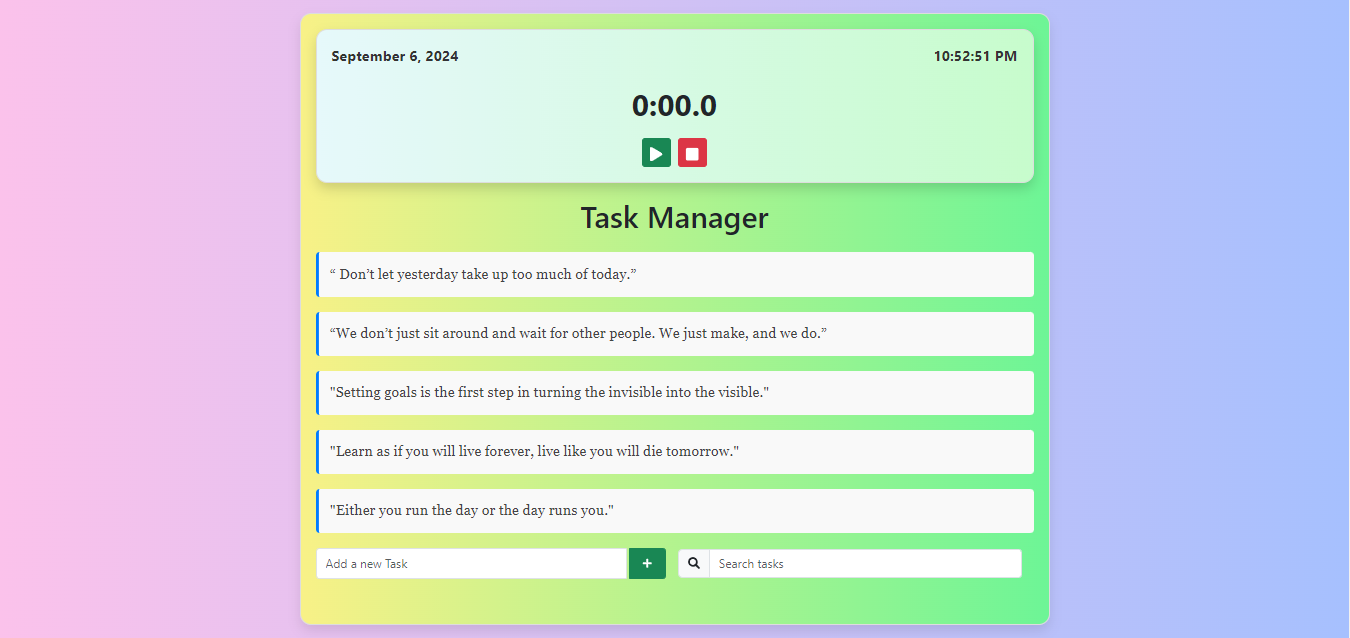 September 6, 2024
10:52:51 PM
0:00.0
Task Manager
“ Don’t let yesterday take up too much of today.”
“We don’t just sit around and wait for other people. We just make, and we do.”
"Setting goals is the first step in turning the invisible into the visible."
"Learn as if you will live forever, live like you will die tomorrow."
"Either you run the day or the day runs you."
Add a new Task
Search tasks